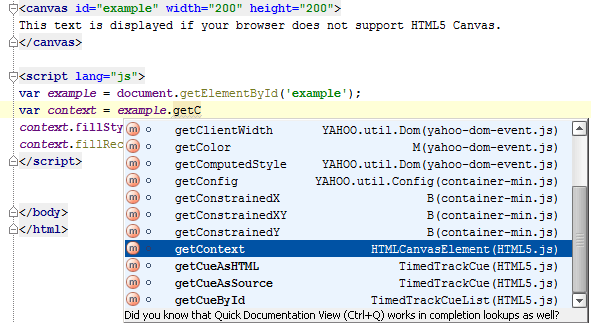 <canvas id="example" width="200" height="200">
This text is displayed if your browser does not support HTML5 Canvas.
</canvas>
<script lang="js">
var example = document.getElementById('example');
var context = example.getC
context.fillSty
context.fillRec
</script>
</body>
</html>
m getClientWidth YAHOO.util.Dom(yahoo-dom-event.js)
m getColor M(yahoo-dom-event.js)
m getComputedStyle YAHOO.util.Dom(yahoo-dom-event.js)
m getConfig YAHOO.util.Config(container-min.js)
m getConstrainedX B(container-min.js)
m getConstrainedXY B(container-min.js)
m getConstrainedY B(container-min.js)
m getContext HTMLCanvasElement(HTML5.js)
m getCueAsHTML TimedTrackCue(HTML5.js)
m getCueAsSource TimedTrackCue(HTML5.js)
m getCueById TimedTrackCueList(HTML5.js)
Did you know that Quick Documentation View (Ctrl+Q) works in completion lookups as well?